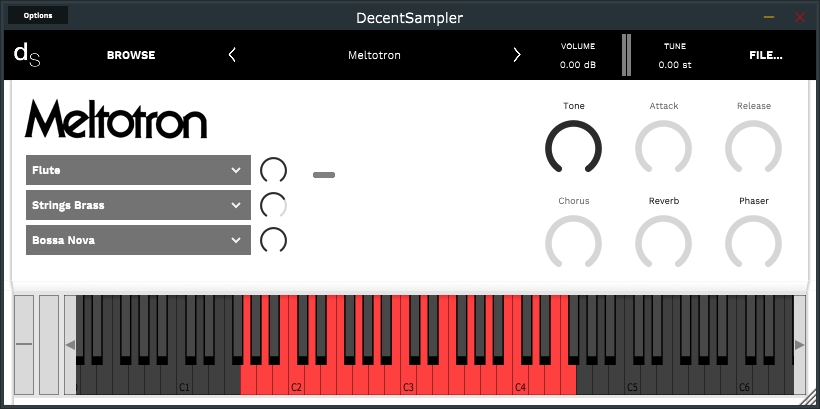 Options
DecentSampler
ds
BROWSE
Meltotron
VOLUME
0.00 dB
TUNE
0.00 st
FILE...
Meltotron
Flute
Strings Brass
Bossa Nova
Tone
Attack
Release
Chorus
Reverb
Phaser
C1
C2
C3
C4
C5
C6